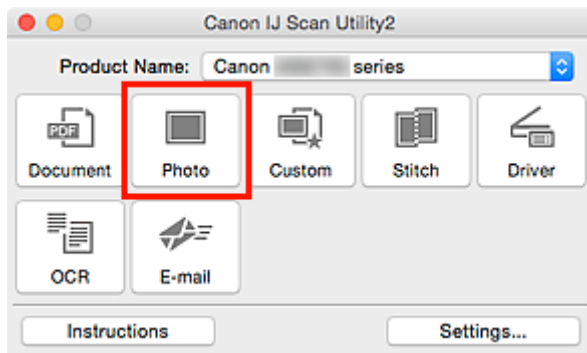 Canon IJ Scan Utility2
Product Name: Canon series
PDF
Document Photo Custom Stitch Driver
OCR E-mail
Instructions Settings...